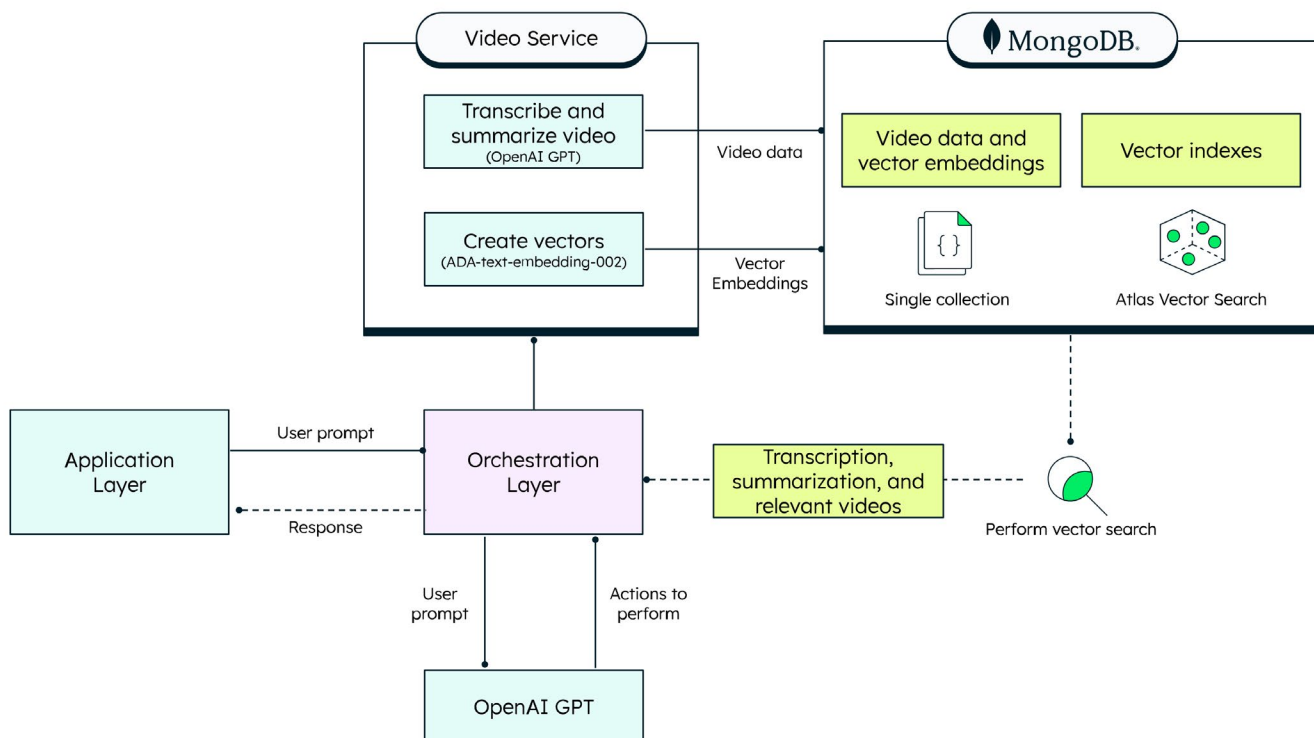 Video Service
MongoDB®
Transcribe and
summarize video
(OpenAI GPT)
Video data
Video data and
vector embeddings
Vector indexes
Create vectors
(ADA-text-embedding-002)
Vector
Embeddings
{ }
Single collection
Atlas Vector Search
Application
Layer
User prompt
Response
Orchestration
Layer
Transcription,
summarization, and
relevant videos
Perform vector search
User
prompt
Actions to
perform
OpenAI GPT